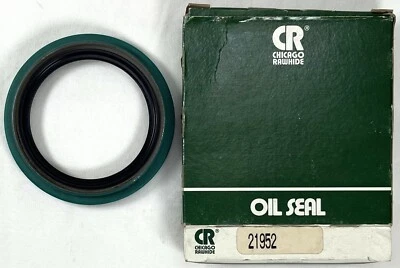 CR
CHICAGO
RAWHIDE
OIL SEAL
CR
CHICAGO
RAWHIDE
21952